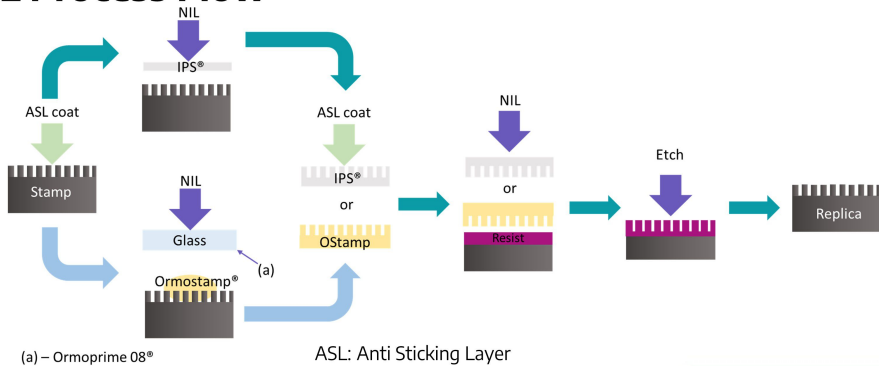 NIL
IPS®
ASL coat
Stamp
NIL
Glass
(a)
Ormostamp®
ASL coat
IPS®
or
OStamp
NIL
or
Resist
Etch
Replica
(a) – Ormoprime 08®
ASL: Anti Sticking Layer